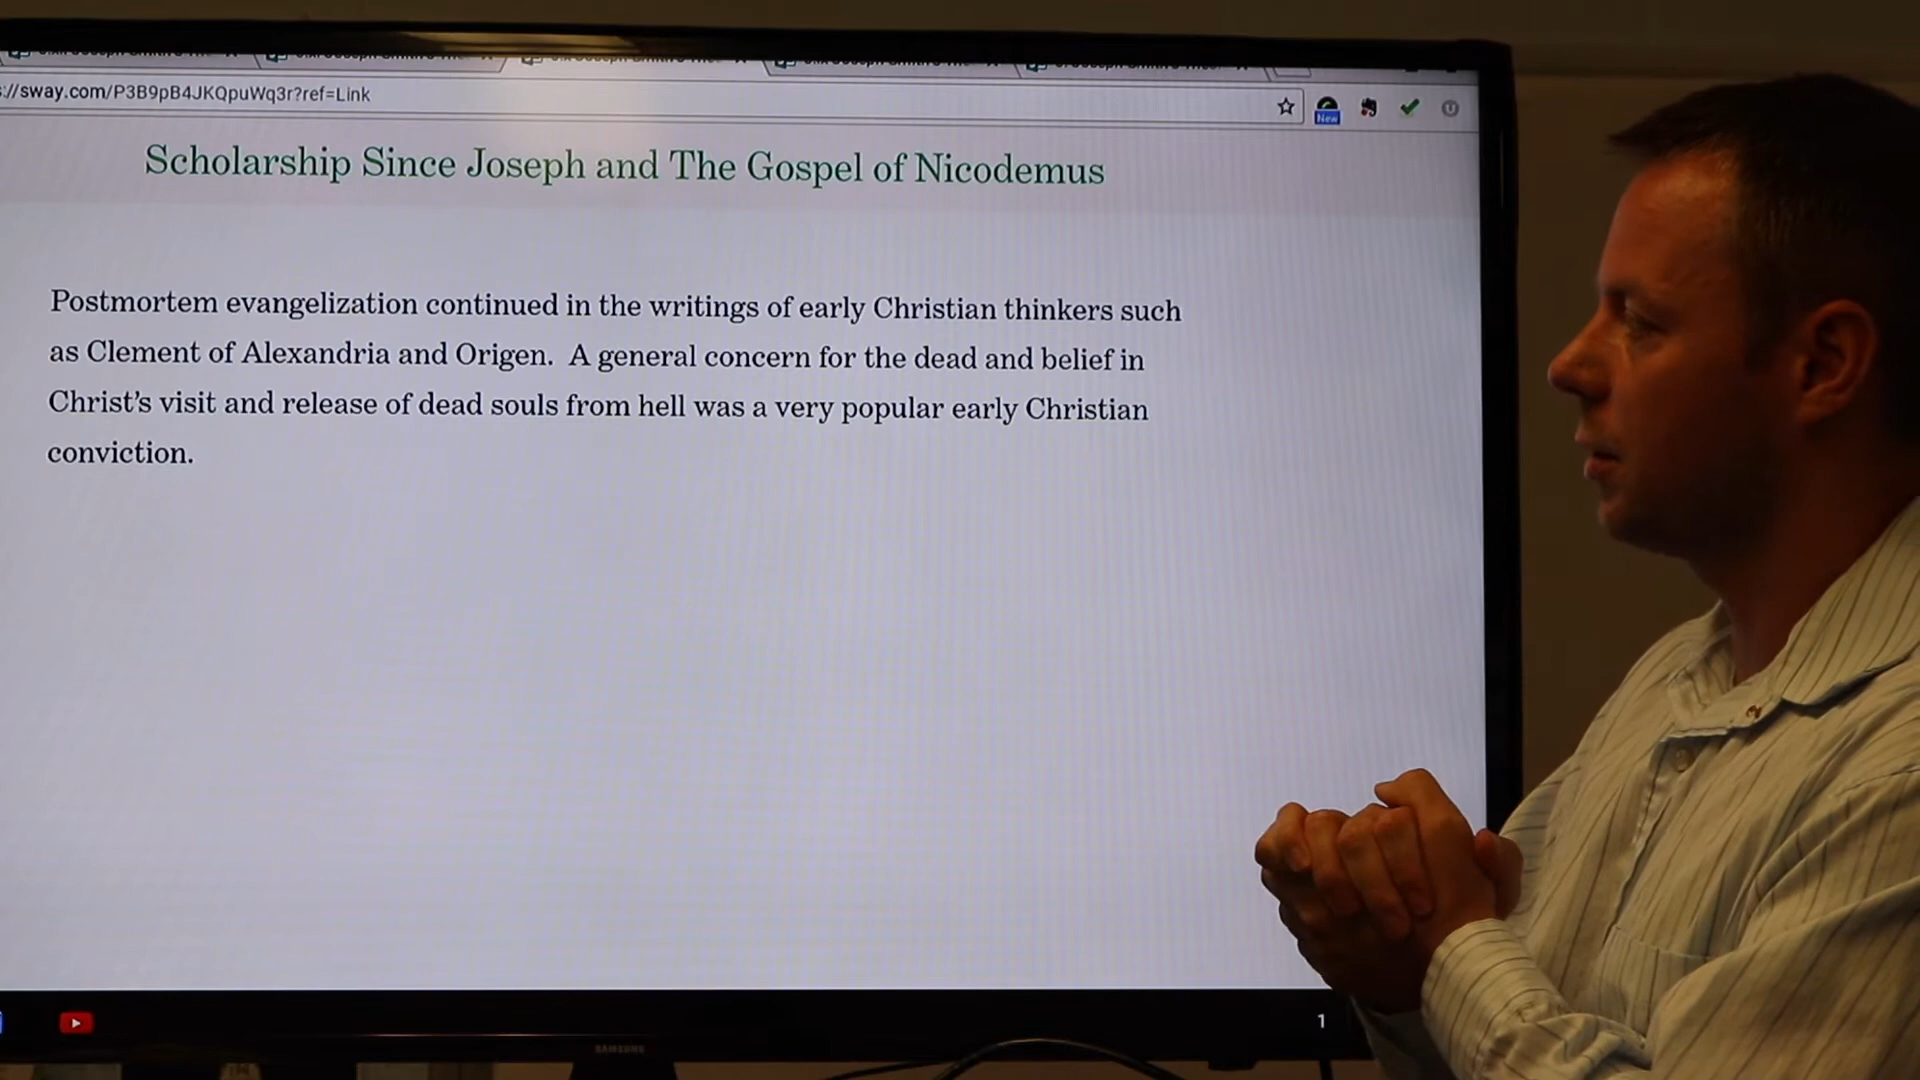 ://sway.com/P3B9pB4JKQpuWq3r?ref=Link
New
Scholarship Since Joseph and The Gospel of Nicodemus
Postmortem evangelization continued in the writings of early Christian thinkers such
as Clement of Alexandria and Origen. A general concern for the dead and belief in
Christ’s visit and release of dead souls from hell was a very popular early Christian
conviction.
1
SAMSUNG